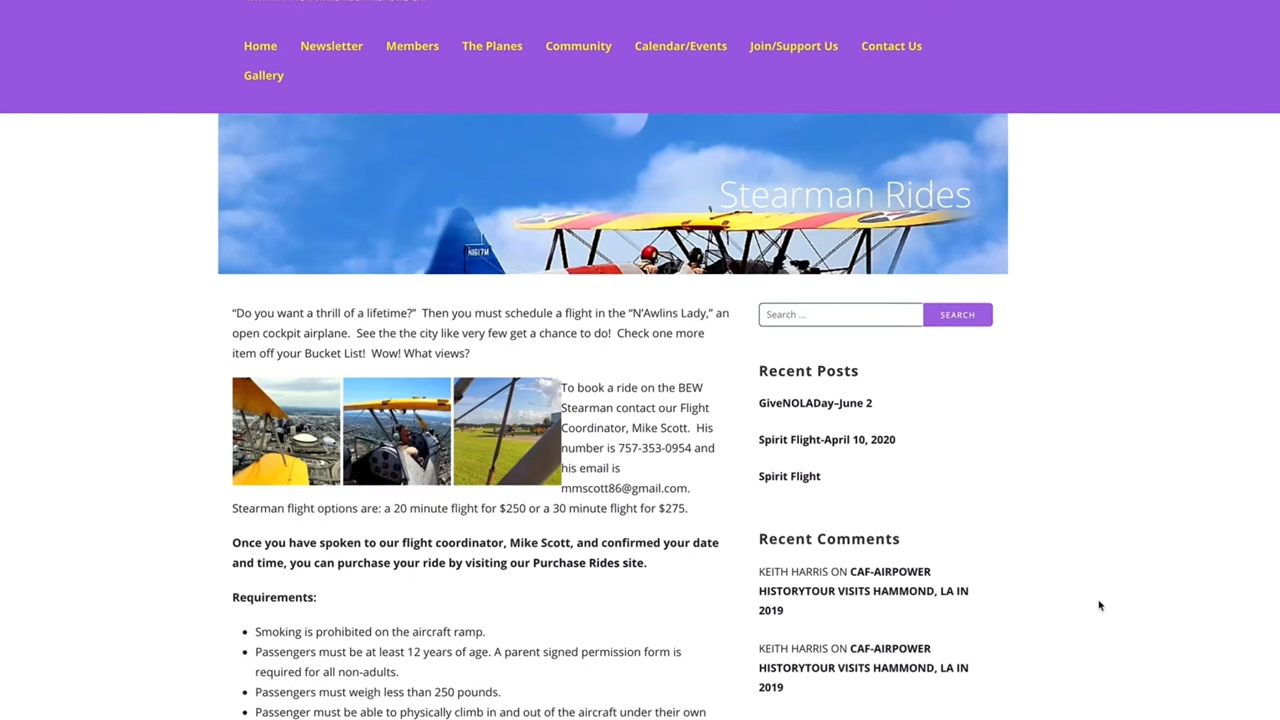 Home Newsletter Members The Planes Community Calendar/Events Join/Support Us Contact Us
Gallery
Stearman Rides
N1617M
“Do you want a thrill of a lifetime?” Then you must schedule a flight in the “N’Awlins Lady,” an
open cockpit airplane. See the the city like very few get a chance to do! Check one more
item off your Bucket List! Wow! What views?
To book a ride on the BEW
Stearman contact our Flight
Coordinator, Mike Scott. His
number is 757-353-0954 and
his email is
mmscott86@gmail.com.
Stearman flight options are: a 20 minute flight for $250 or a 30 minute flight for $275.
Once you have spoken to our flight coordinator, Mike Scott, and confirmed your date
and time, you can purchase your ride by visiting our Purchase Rides site.
Requirements:
Smoking is prohibited on the aircraft ramp.
Passengers must be at least 12 years of age. A parent signed permission form is
required for all non-adults.
Passengers must weigh less than 250 pounds.
Passenger must be able to physically climb in and out of the aircraft under their own
Search ...
SEARCH
Recent Posts
GiveNOLADay–June 2
Spirit Flight-April 10, 2020
Spirit Flight
Recent Comments
KEITH HARRIS ON CAF-AIRPOWER
HISTORYTOUR VISITS HAMMOND, LA IN
2019
KEITH HARRIS ON CAF-AIRPOWER
HISTORYTOUR VISITS HAMMOND, LA IN
2019